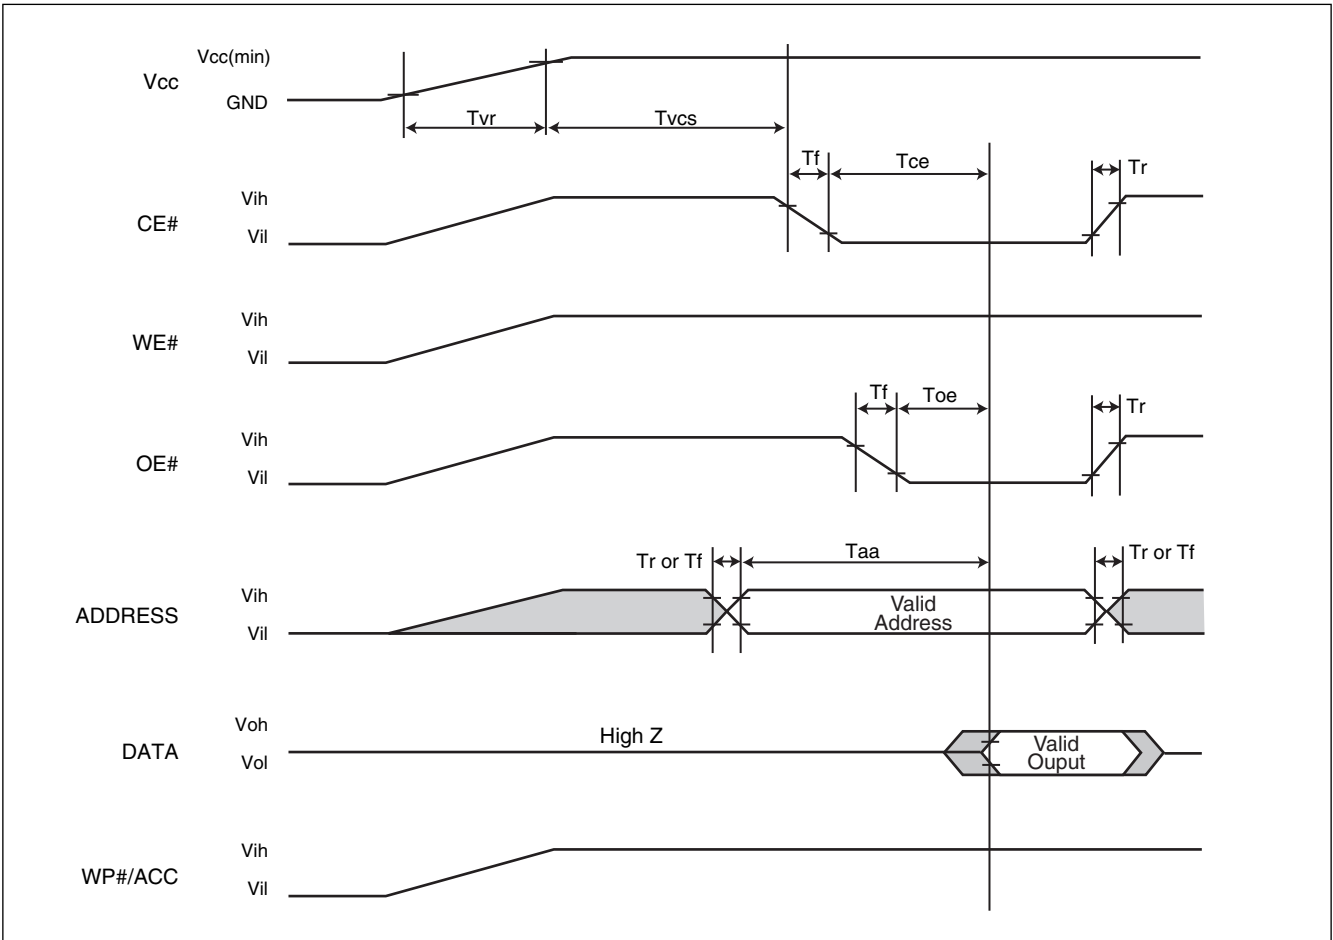 Vcc(min)
Vcc
GND
Tvr
Tvcs
Tf
Tce
Tr
Vih
CE#
Vil
Vih
WE#
Vil
Tf
Toe
Tr
Vih
OE#
Vil
Tr or Tf
Taa
Tr or Tf
Vih
ADDRESS
Valid
Address
Vil
Voh
DATA
High Z
Valid
Ouput
Vol
Vih
WP#/ACC
Vil